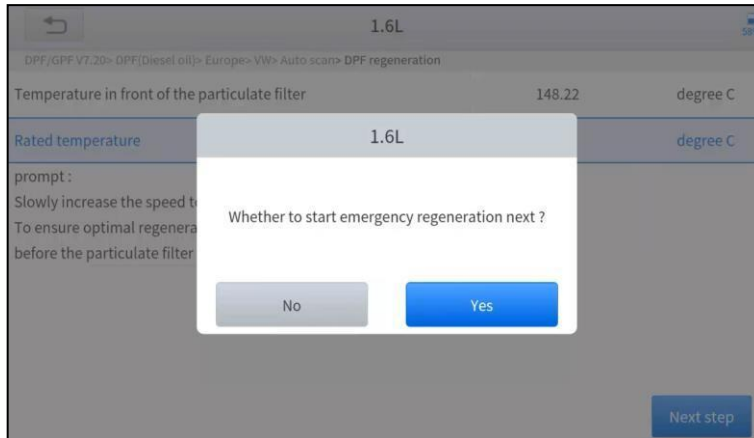 1.6L
58%
DPF/GPF V7.20> DPF(Diesel oil)> Europe> VW> Auto scan> DPF regeneration
Temperature in front of the particulate filter 148.22 degree C
Rated temperature degree C
prompt :
Slowly increase the speed t
To ensure optimal regenera
before the particulate filter
1.6L
Whether to start emergency regeneration next ?
No Yes
Next step